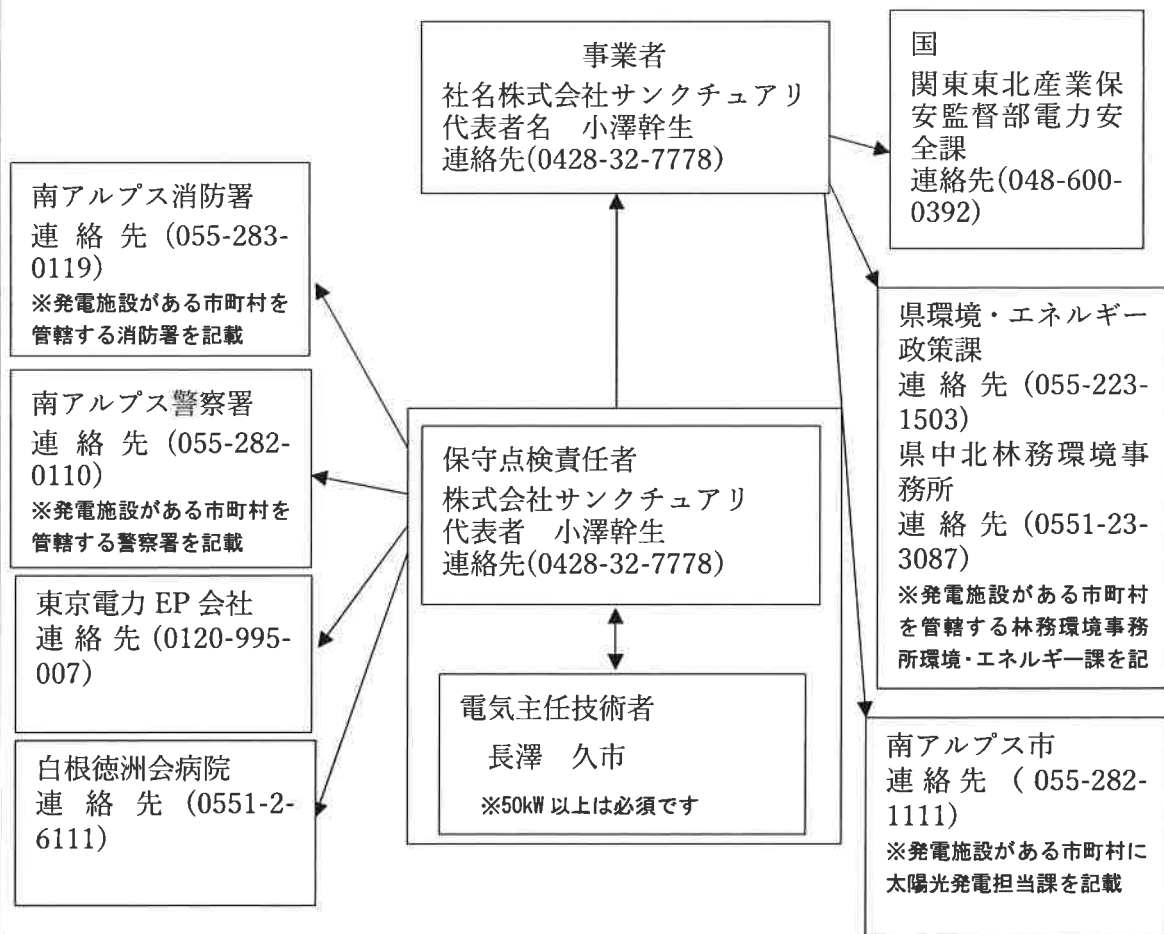 事業者
社名株式会社サンクチュアリ
代表者名　小澤幹生
連絡先(0428-32-7778)
国
関東東北産業保
安監督部電力安
全課
連絡先(048-600-
0392)
南アルプス消防署
連 絡 先 (055-283-
0119)
※発電施設がある市町村を
管轄する消防署を記載
県環境・エネルギー
政策課
連 絡 先 (055-223-
1503)
県中北林務環境事
務所
連 絡 先 (0551-23-
3087)
※発電施設がある市町村
を管轄する林務環境事務
所環境・エネルギー課を記
南アルプス警察署
連 絡 先 (055-282-
0110)
※発電施設がある市町村を
管轄する警察署を記載
保守点検責任者
株式会社サンクチュアリ
代表者　小澤幹生
連絡先(0428-32-7778)
東京電力 EP 会社
連 絡 先 (0120-995-
007)
電気主任技術者
長澤　久市
※50kW 以上は必須です
白根徳洲会病院
連 絡 先 (0551-2-
6111)
南アルプス市
連 絡 先 ( 055-282-
1111)
※発電施設がある市町村に
太陽光発電担当課を記載